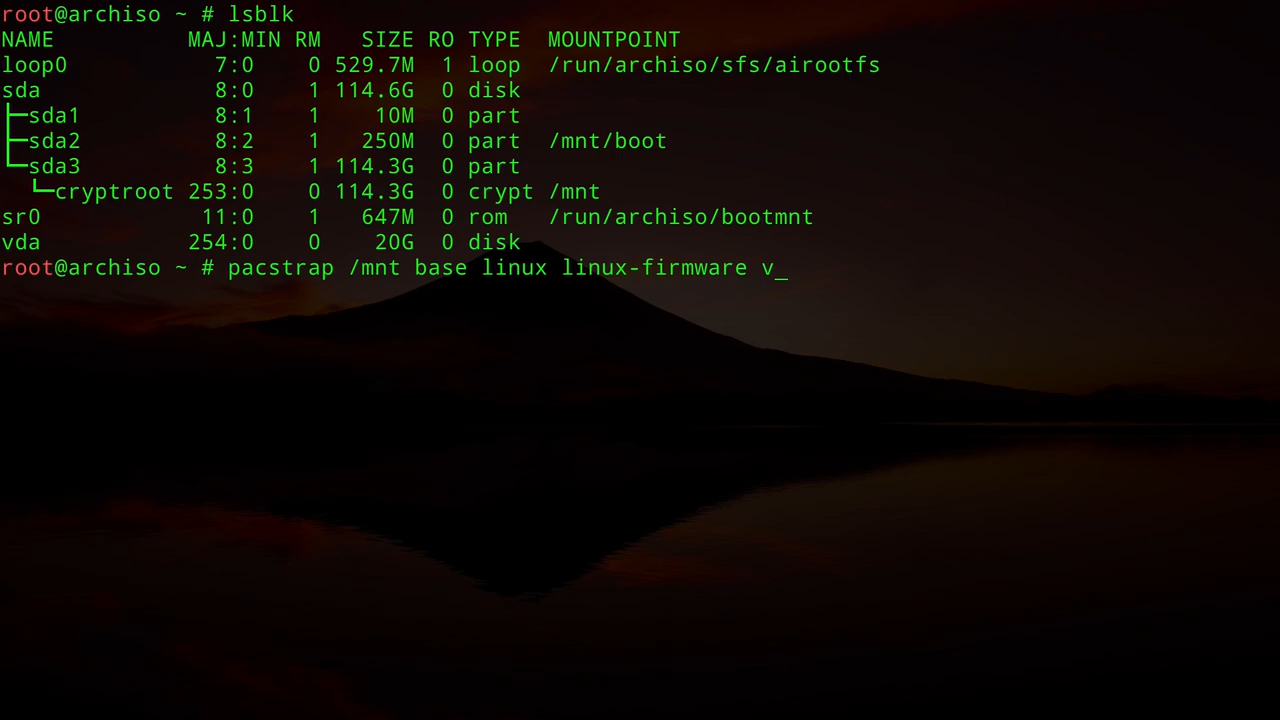 root@archiso ~ # lsblk
NAME          MAJ:MIN RM   SIZE RO TYPE  MOUNTPOINT
loop0           7:0    0 529.7M  1 loop  /run/archiso/sfs/airootfs
sda             8:0    1 114.6G  0 disk
├─sda1          8:1    1    10M  0 part
├─sda2          8:2    1   250M  0 part  /mnt/boot
└─sda3          8:3    1 114.3G  0 part
  └─cryptroot 253:0    0 114.3G  0 crypt /mnt
sr0            11:0    1   647M  0 rom   /run/archiso/bootmnt
vda           254:0    0    20G  0 disk
root@archiso ~ # pacstrap /mnt base linux linux-firmware v_